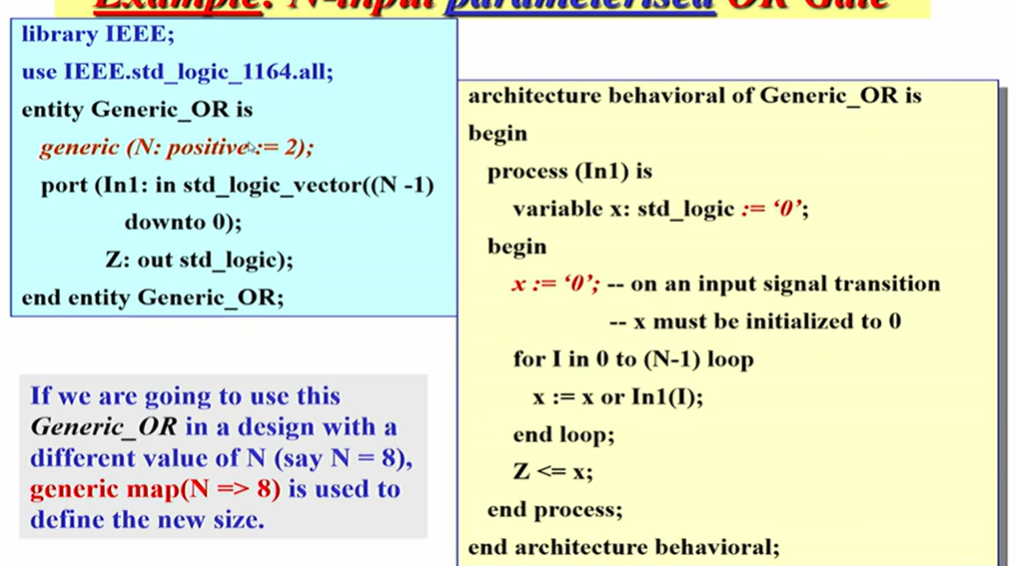 Example: N-input parameterised OR Gate
library IEEE;
use IEEE.std_logic_1164.all;
entity Generic_OR is
generic (N: positive:= 2);
port (In1: in std_logic_vector((N -1)
downto 0);
Z: out std_logic);
end entity Generic_OR;
If we are going to use this
Generic_OR in a design with a
different value of N (say N = 8),
generic map(N => 8) is used to
define the new size.
architecture behavioral of Generic_OR is
begin
process (In1) is
variable x: std_logic := ‘0’;
begin
x := ‘0’; -- on an input signal transition
-- x must be initialized to 0
for I in 0 to (N-1) loop
x := x or In1(I);
end loop;
Z <= x;
end process;
end architecture behavioral;